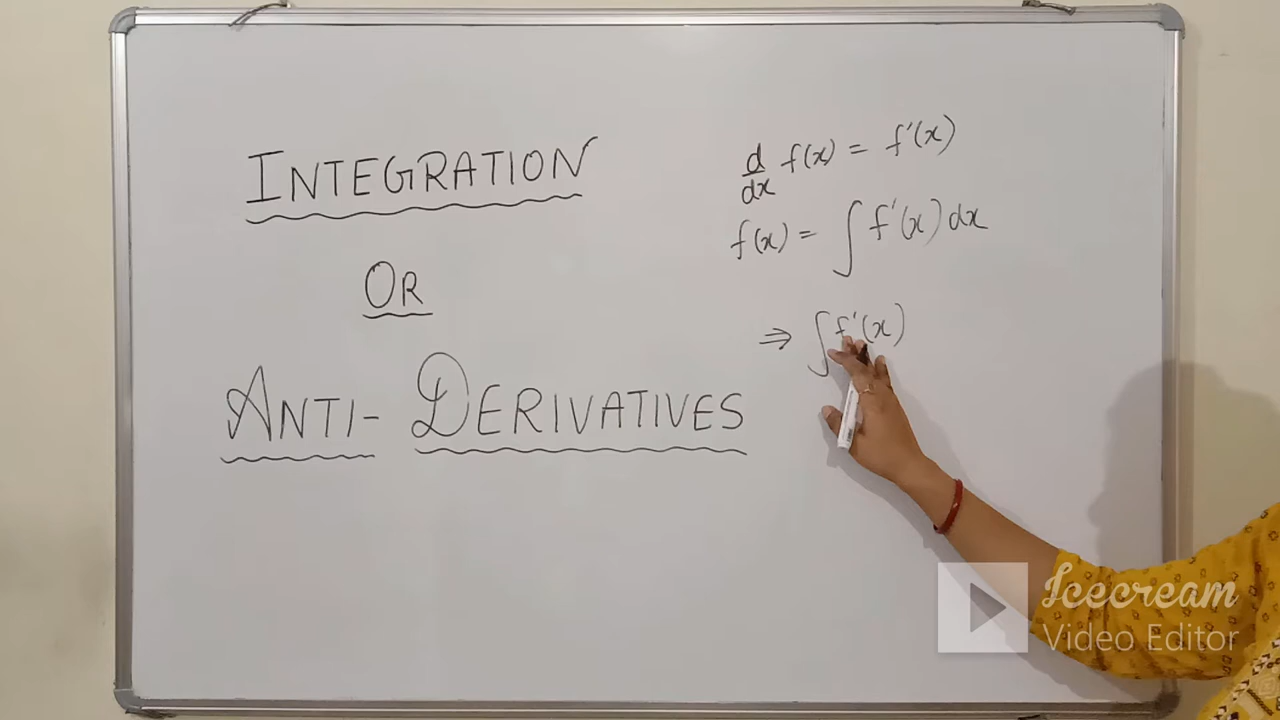 INTEGRATION
OR
ANTI-DERIVATIVES
d/dx f(x) = f'(x)
f(x) = ∫ f'(x) dx
⇒ ∫ f'(x)
Icecream
Video Editor